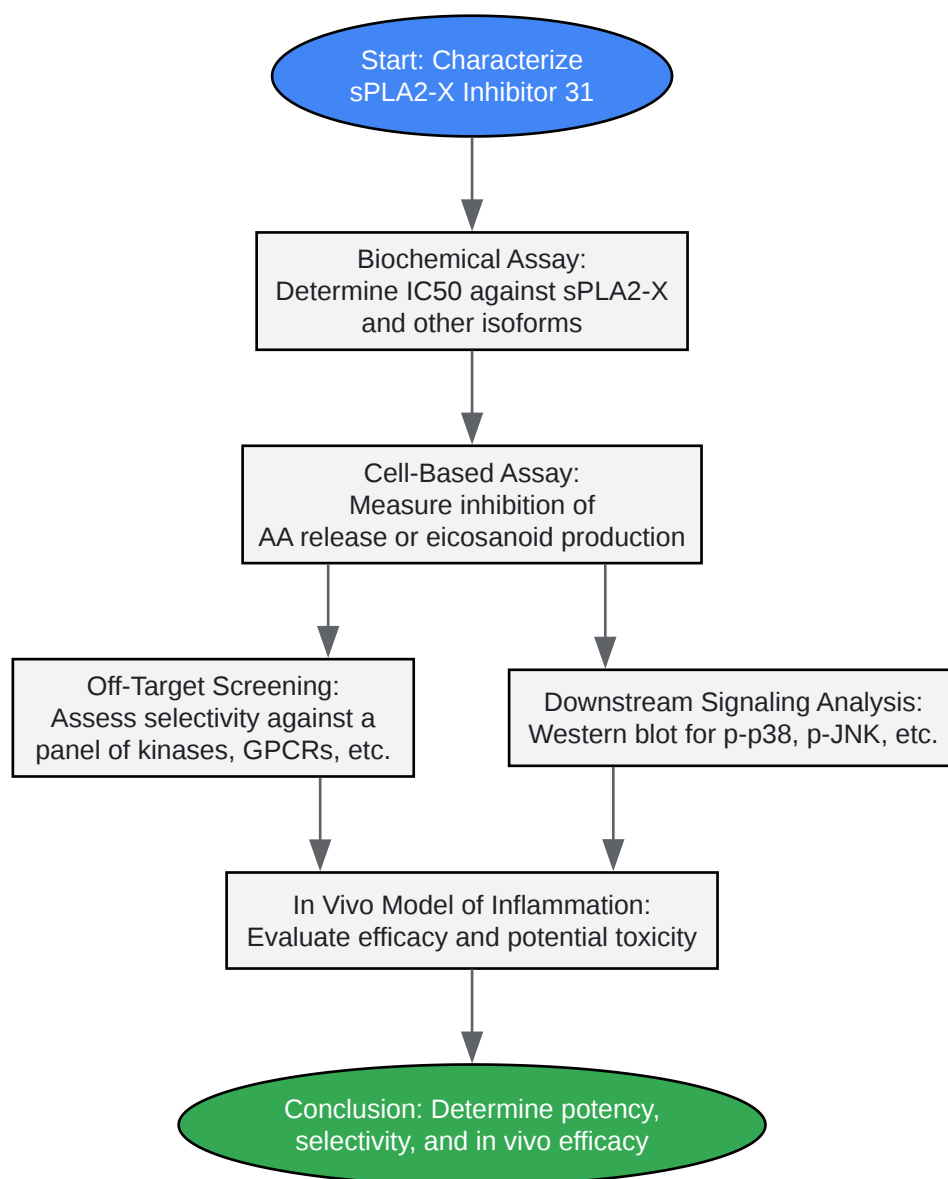 Start: Characterize
sPLA2-X Inhibitor 31
Biochemical Assay:
Determine IC50 against sPLA2-X
and other isoforms
Cell-Based Assay:
Measure inhibition of
AA release or eicosanoid production
Off-Target Screening:
Assess selectivity against a
panel of kinases, GPCRs, etc.
Downstream Signaling Analysis:
Western blot for p-p38, p-JNK, etc.
In Vivo Model of Inflammation:
Evaluate efficacy and potential toxicity
Conclusion: Determine potency,
selectivity, and in vivo efficacy